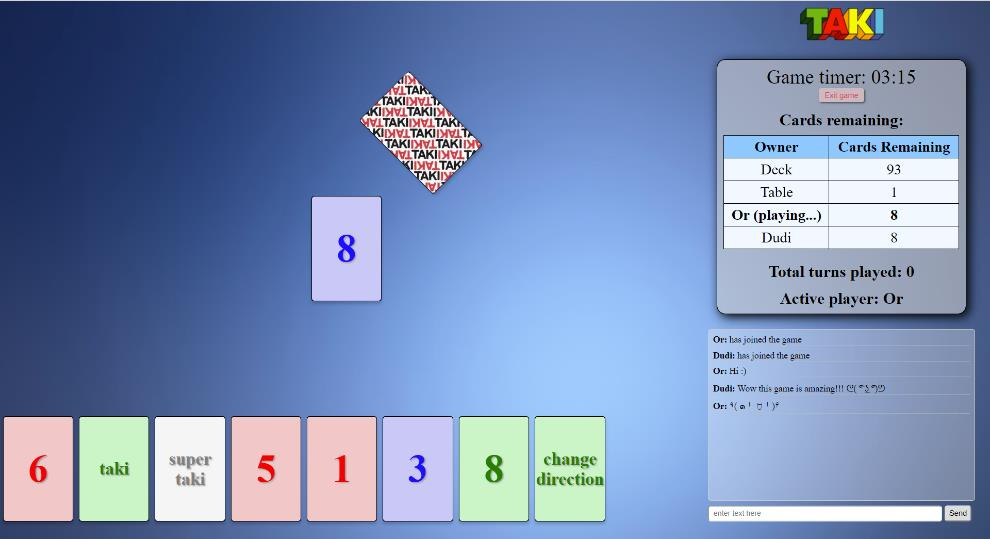 TAKI
Game timer: 03:15
Exit game
Cards remaining:
Owner Cards Remaining
Deck 93
Table 1
Or (playing...) 8
Dudi 8
Total turns played: 0
Active player: Or
8
Or: has joined the game
Dudi: has joined the game
Or: Hi :)
Dudi: Wow this game is amazing!!!
Or:
enter text here Send
6
taki
super
taki
5
1
3
8
change
direction